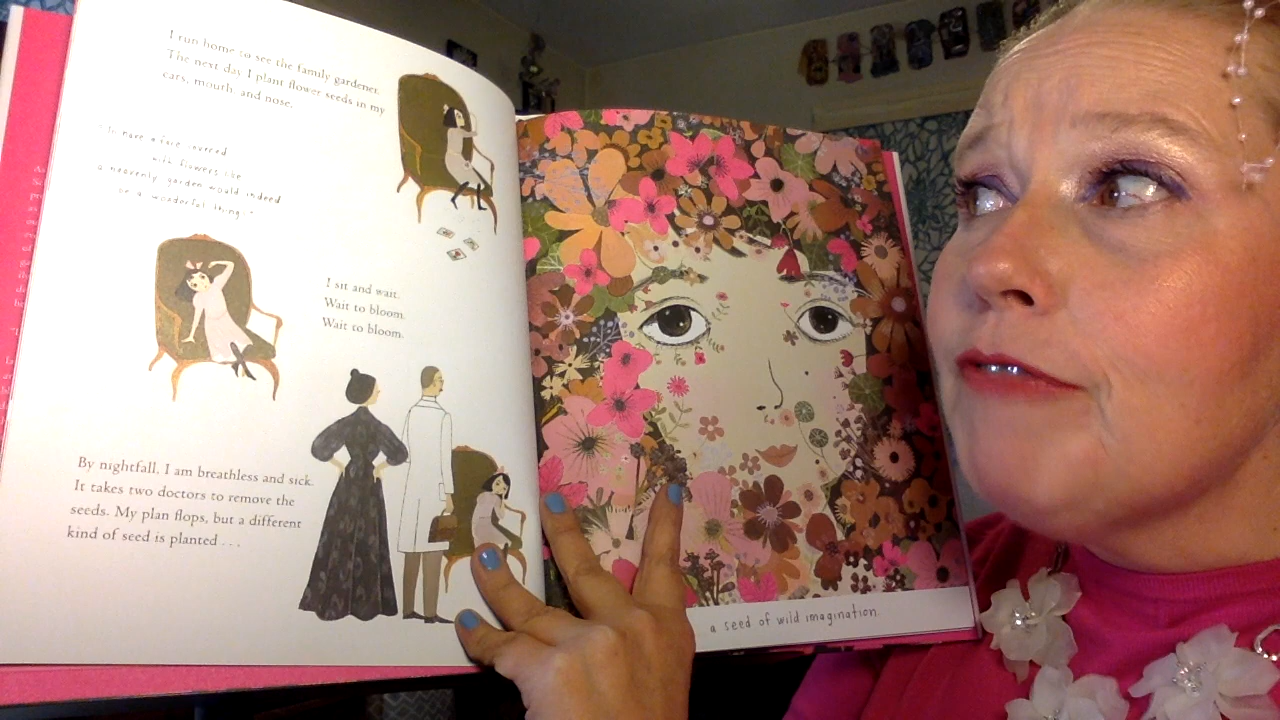 I run home to see the family gardener.
The next day I plant flower seeds in my
ears, mouth, and nose.
"To have a face covered
with flowers like
a heavenly garden would indeed
be a wonderful thing!"
I sit and wait.
Wait to bloom.
Wait to bloom.
By nightfall, I am breathless and sick.
It takes two doctors to remove the
seeds. My plan flops, but a different
kind of seed is planted . . .
a seed of wild imagination.